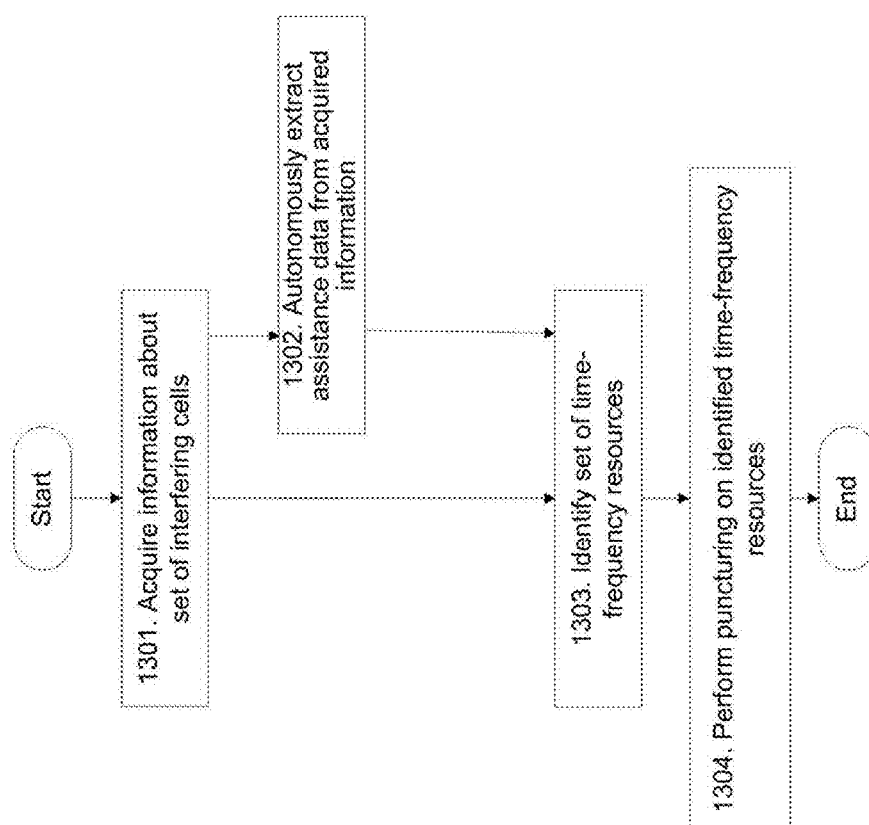 Start
1301. Acquire information about
set of interfering cells
1302. Autonomously extract
assistance data from acquired
information
1303. Identify set of time-
frequency resources
1304. Perform puncturing on identified time-frequency
resources
End